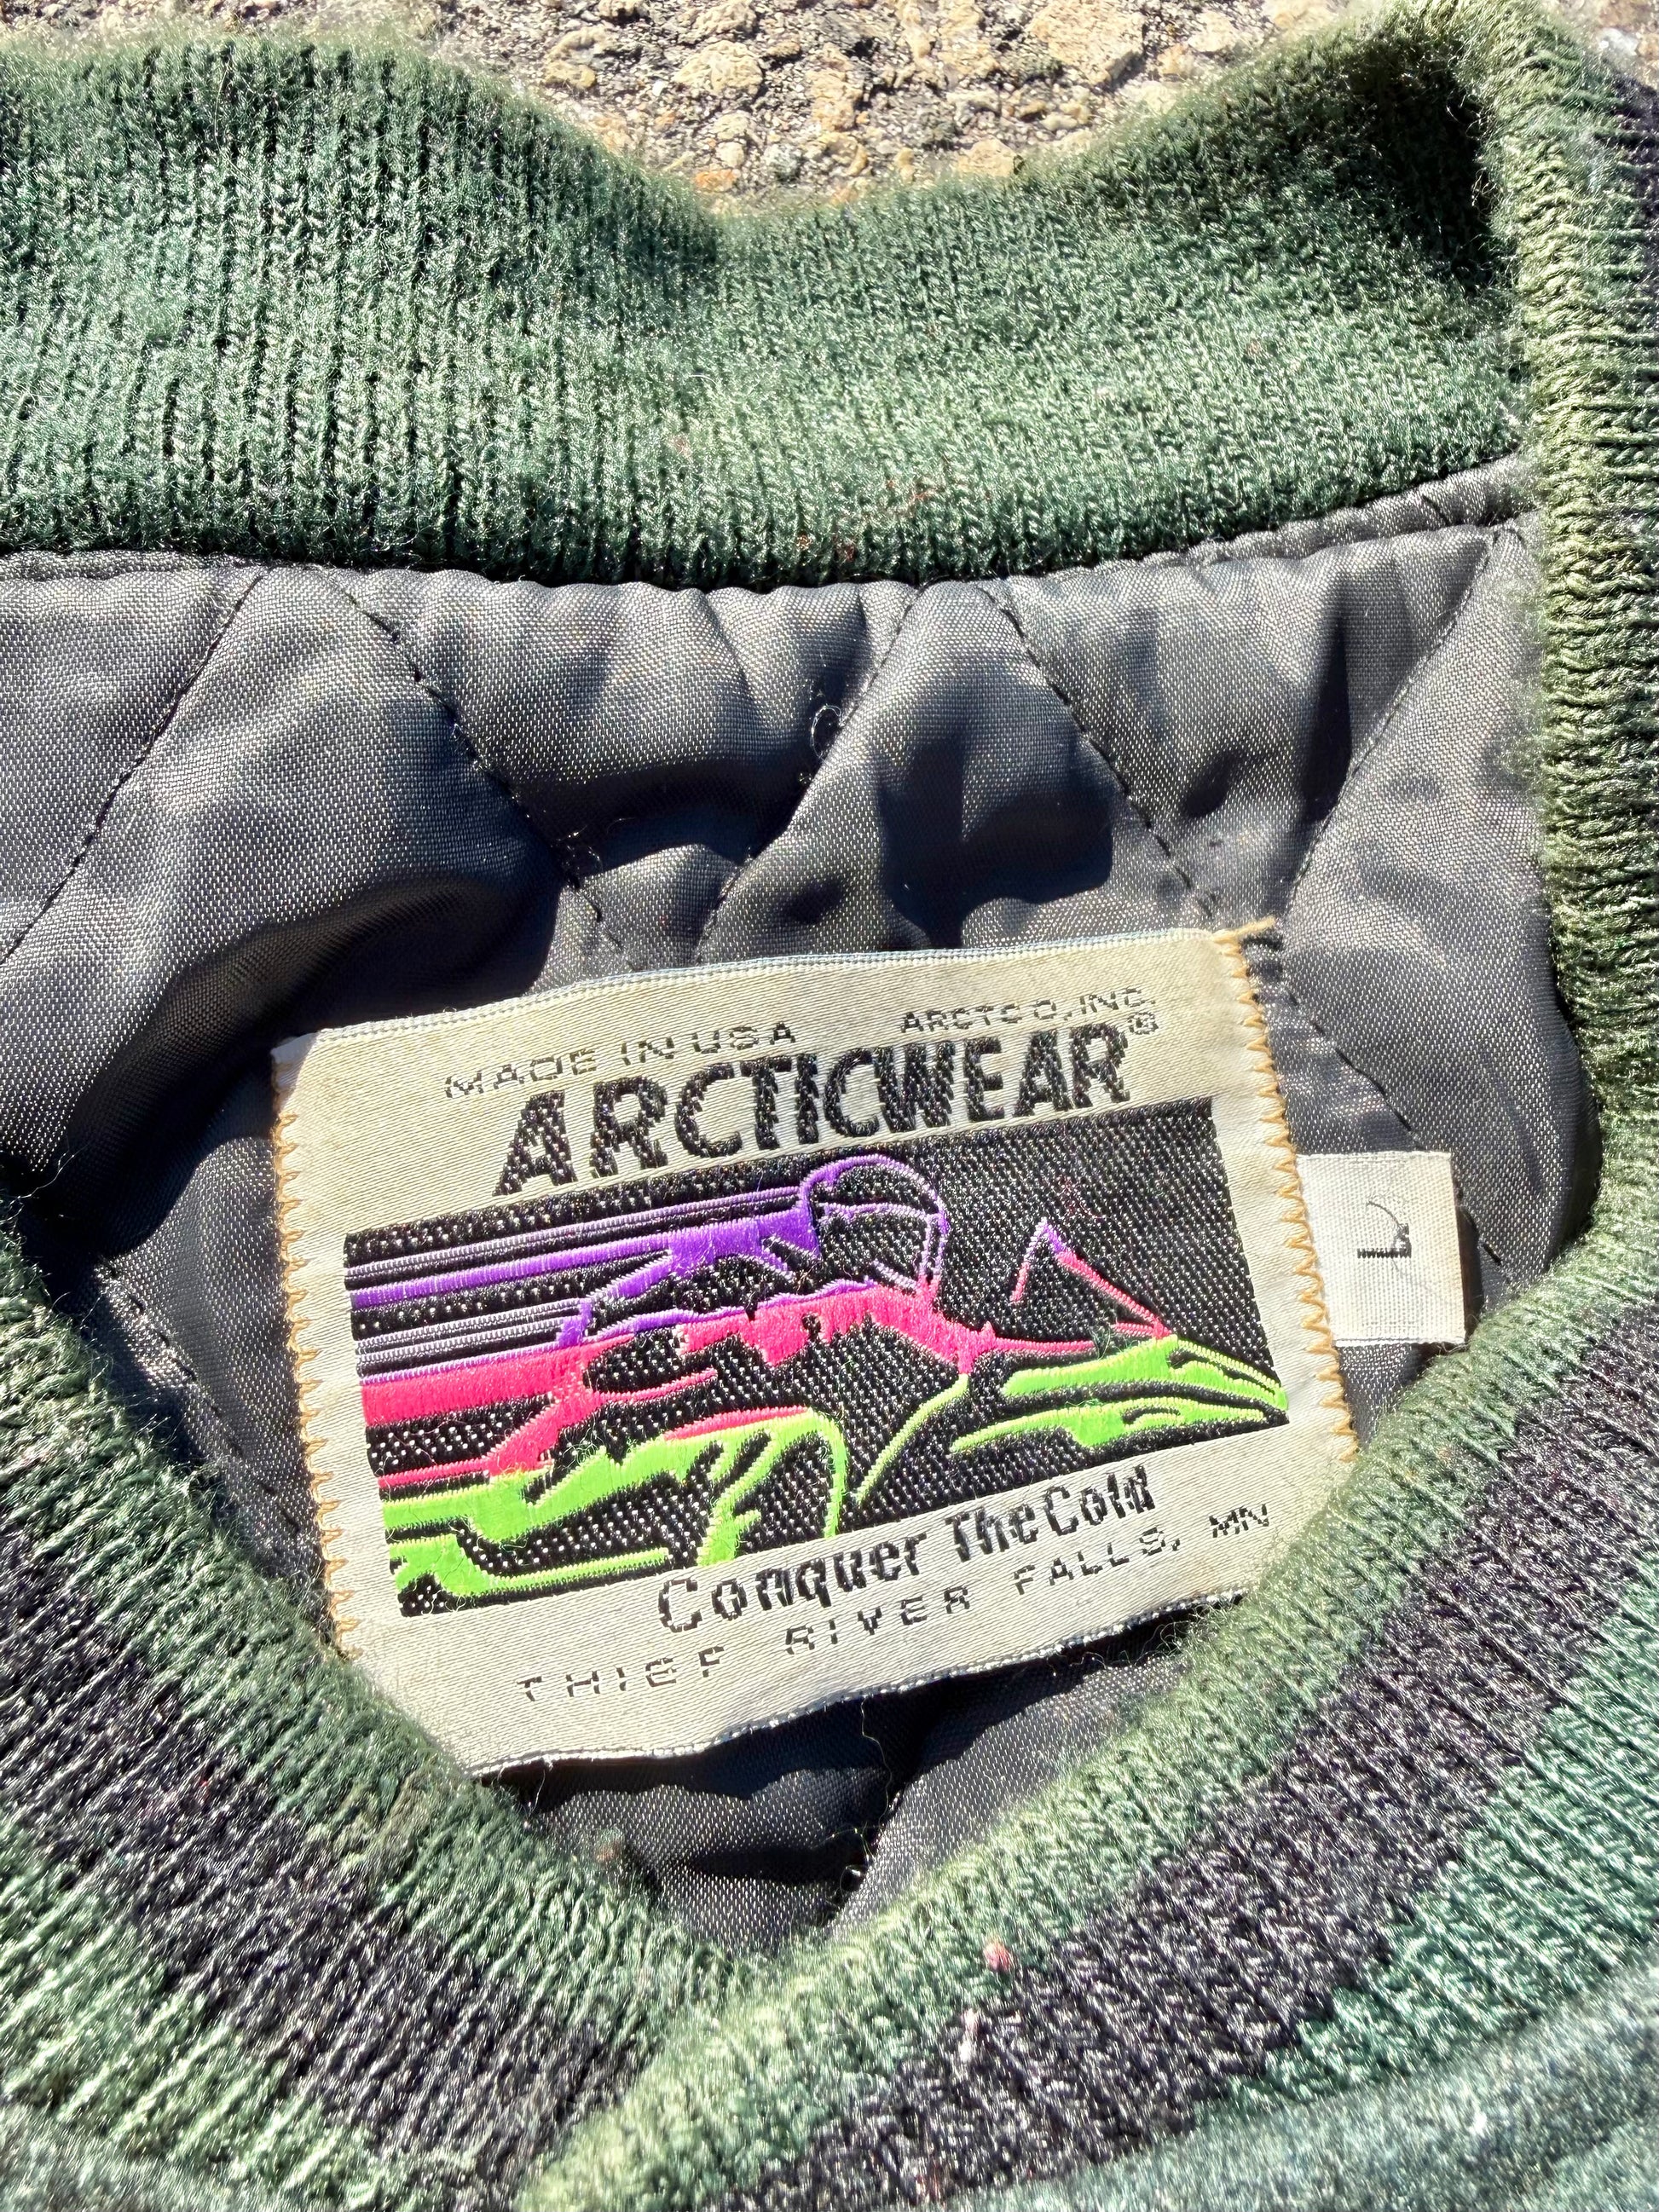 MADE IN USA ARCTCO, INC.
ARCTICWEAR®
Conquer The Cold
THIEF RIVER FALLS, MN
L